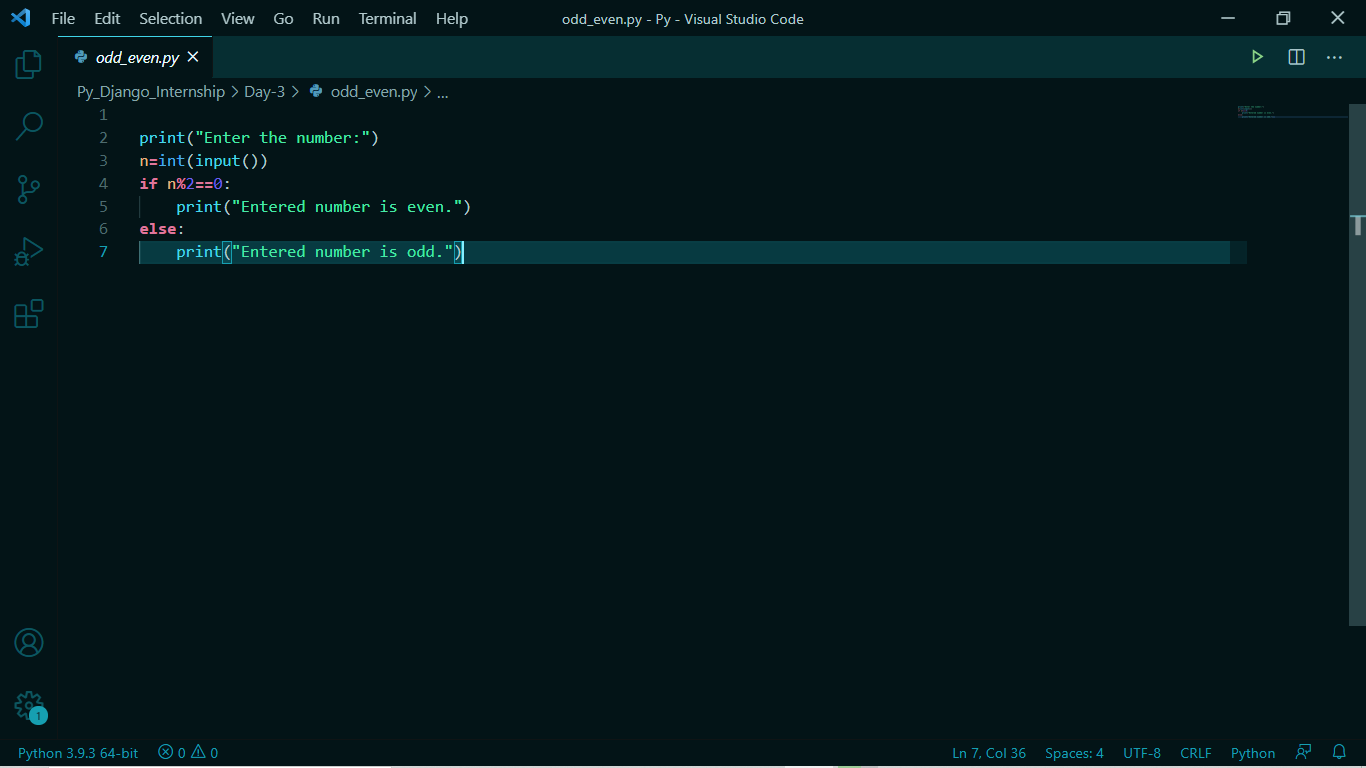 File Edit Selection View Go Run Terminal Help odd_even.py - Py - Visual Studio Code
odd_even.py
Py_Django_Internship > Day-3 > odd_even.py > ...
1
2 print("Enter the number:")
3 n=int(input())
4 if n%2==0:
5     print("Entered number is even.")
6 else:
7     print("Entered number is odd.")
1
Python 3.9.3 64-bit 0 0 Ln 7, Col 36 Spaces: 4 UTF-8 CRLF Python